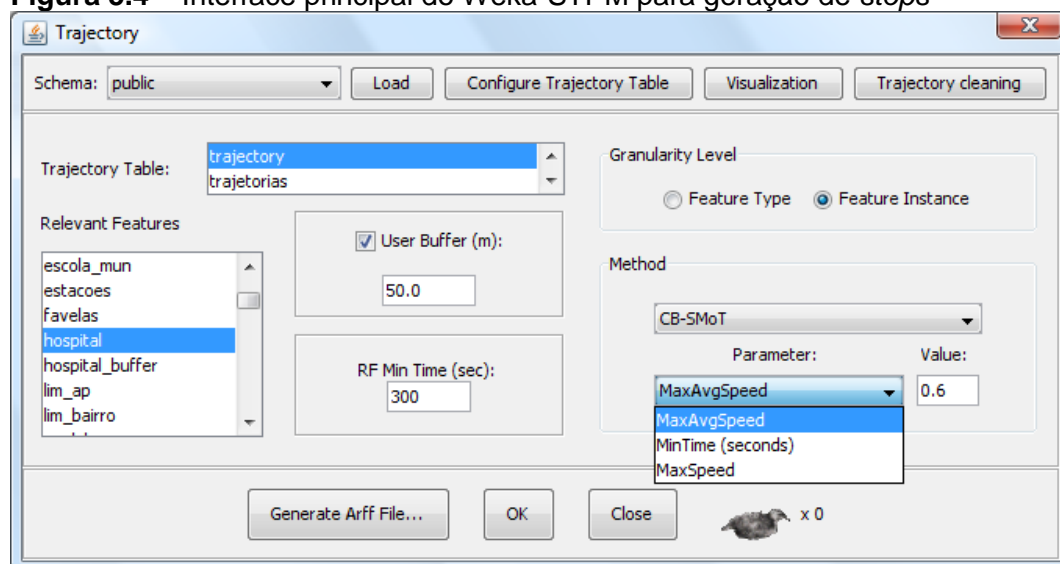 Figura 3.4 – Interface principal do Weka-STPM para geração de stops
Trajectory
Schema: public Load Configure Trajectory Table Visualization Trajectory cleaning
Trajectory Table:
trajectory
trajetorias
Granularity Level
Feature Type Feature Instance
Relevant Features
escola_mun
estacoes
favelas
hospital
hospital_buffer
lim_ap
lim_bairro
User Buffer (m):
50.0
RF Min Time (sec):
300
Method
CB-SMoT
Parameter: Value:
MaxAvgSpeed 0.6
MaxAvgSpeed
MinTime (seconds)
MaxSpeed
Generate Arff File... OK Close x 0